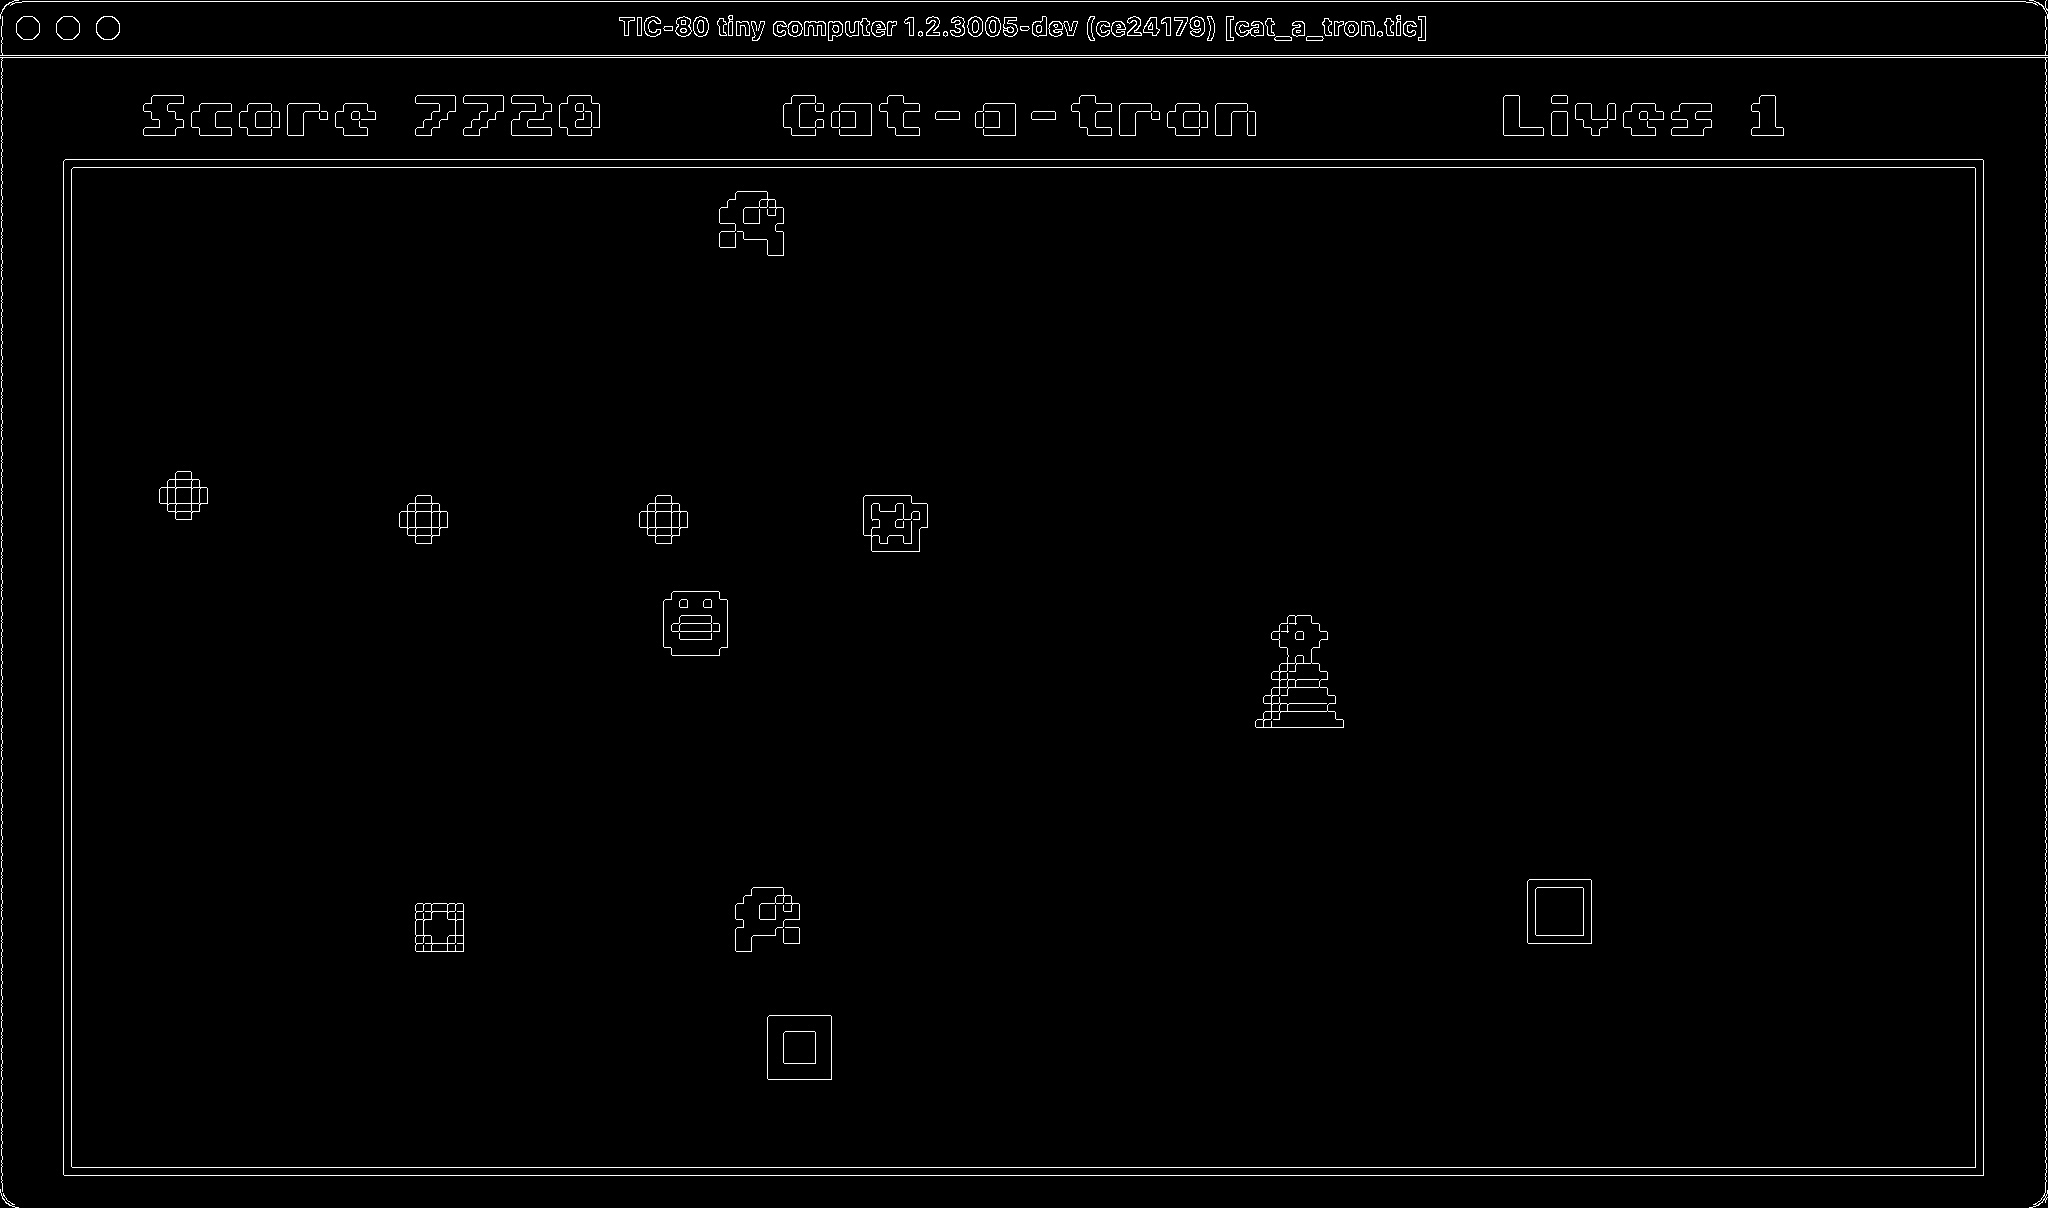 TIC-80 tiny computer 1.2.3005-dev (ce24179) [cat_a_tron.tic]
Score 7720 Cat-a-tron Lives 1